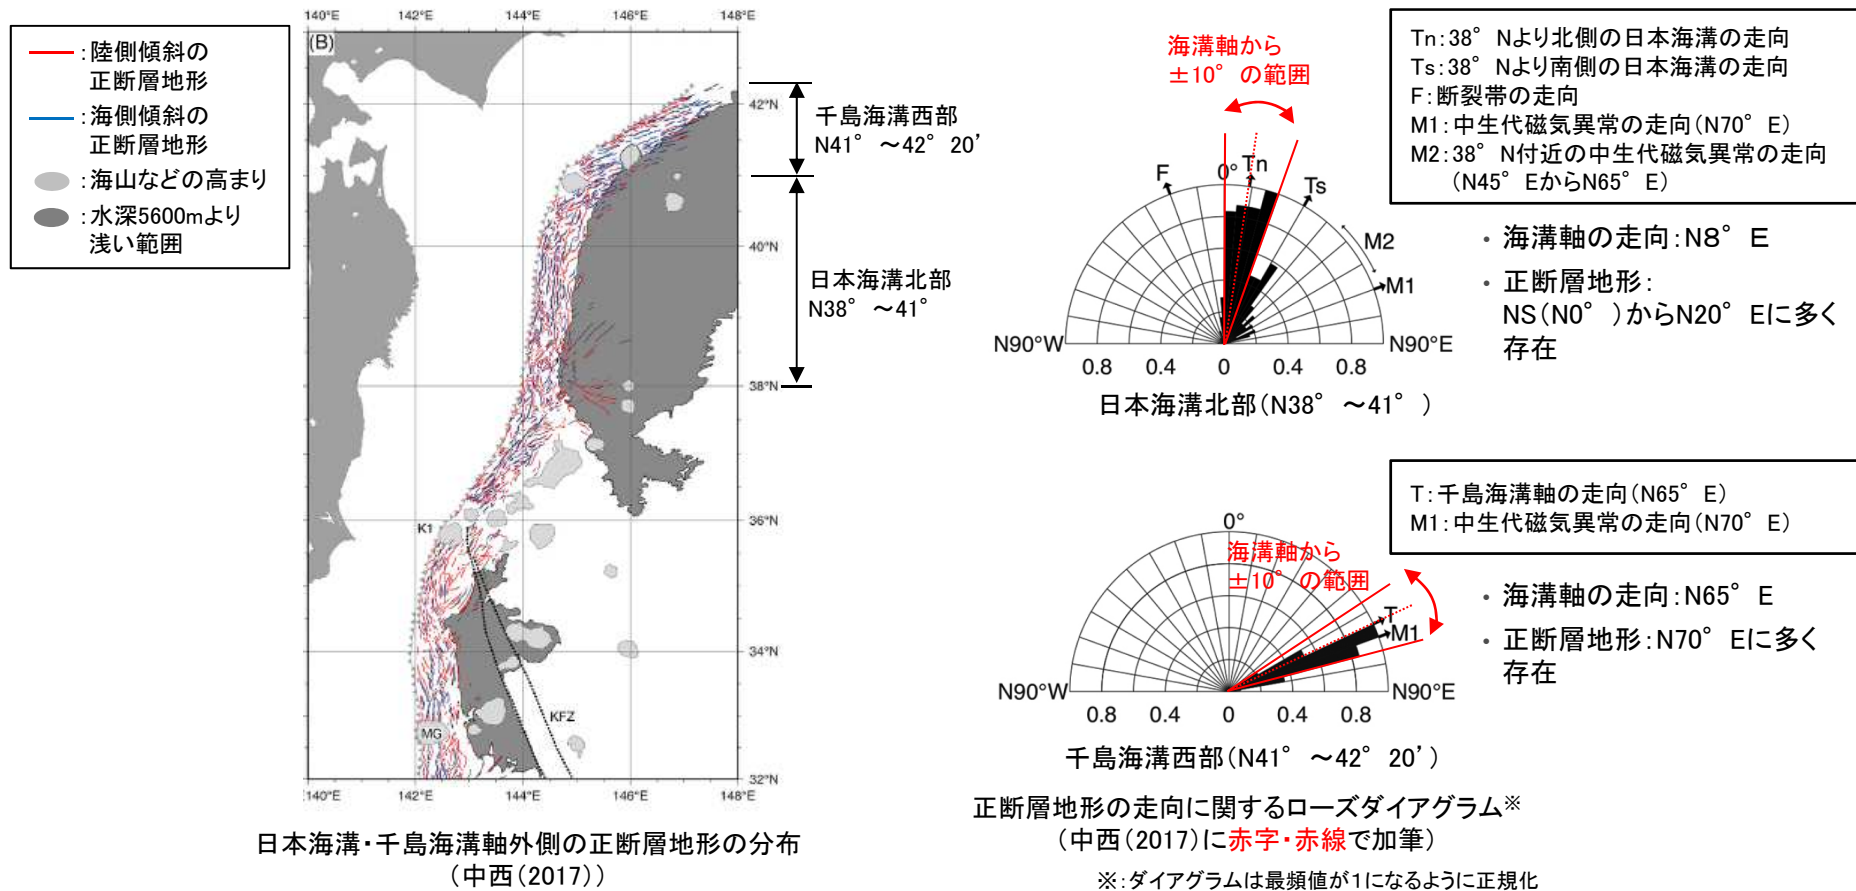 :陸側傾斜の
正断層地形
:海側傾斜の
正断層地形
:海山などの高まり
:水深5600mより
浅い範囲
140°E 142°E 144°E 146°E 148°E
(B)
42°N
40°N
38°N
36°N
34°N
32°N
K1
KFZ
MG
140°E 142°E 144°E 146°E 148°E
千島海溝西部
N41° ～42° 20'
日本海溝北部
N38° ～41°
日本海溝・千島海溝軸外側の正断層地形の分布
(中西(2017))
海溝軸から
±10° の範囲
F 0° Tn Ts M2 M1
N90°W N90°E
0.8 0.4 0 0.4 0.8
日本海溝北部(N38° ～41° )
Tn:38° Nより北側の日本海溝の走向
Ts:38° Nより南側の日本海溝の走向
F:断裂帯の走向
M1:中生代磁気異常の走向(N70° E)
M2:38° N付近の中生代磁気異常の走向
(N45° EからN65° E)
・ 海溝軸の走向:N8° E
・ 正断層地形:
NS(N0° )からN20° Eに多く
存在
0°
海溝軸から
±10° の範囲
T
M1
N90°W N90°E
0.8 0.4 0 0.4 0.8
千島海溝西部(N41° ～42° 20')
T:千島海溝軸の走向(N65° E)
M1:中生代磁気異常の走向(N70° E)
・ 海溝軸の走向:N65° E
・ 正断層地形:N70° Eに多く
存在
正断層地形の走向に関するローズダイアグラム※
(中西(2017)に赤字・赤線で加筆)
※:ダイアグラムは最頻値が1になるように正規化